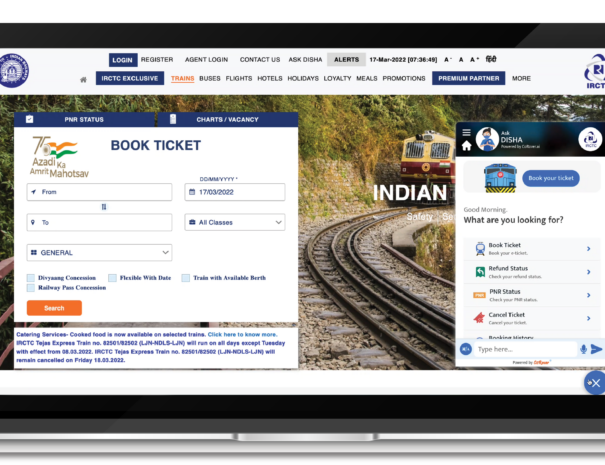 LOGIN REGISTER AGENT LOGIN CONTACT US ASK DISHA ALERTS 17-Mar-2022 [07:36:49] A- A A+ हिंदी
IRCTC EXCLUSIVE TRAINS BUSES FLIGHTS HOTELS HOLIDAYS LOYALTY MEALS PROMOTIONS PREMIUM PARTNER MORE
IRCT
PNR STATUS CHARTS / VACANCY
75
Azadi Ka
Amrit Mahotsav
BOOK TICKET
DD/MM/YYYY *
From
17/03/2022
To
All Classes
GENERAL
Divyaang Concession Flexible With Date Train with Available Berth
Railway Pass Concession
Search
Catering Services- Cooked food is now available on selected trains. Click here to know more.
IRCTC Tejas Express Train no. 82501/82502 (LJN-NDLS-LJN) will run on all days except Tuesday
with effect from 08.03.2022. IRCTC Tejas Express Train no. 82501/82502 (LJN-NDLS-LJN) will
remain cancelled on Friday 18.03.2022.
INDIAN
Safety
Ask
DISHA
Powered by CoRover.ai
Book your ticket
Good Morning.
What are you looking for?
Book Ticket
Book your e-ticket.
Refund Status
Check your refund status.
PNR
PNR Status
Check your PNR status.
Cancel Ticket
Cancel your ticket.
Booking History
Type here...
Powered by CoRover